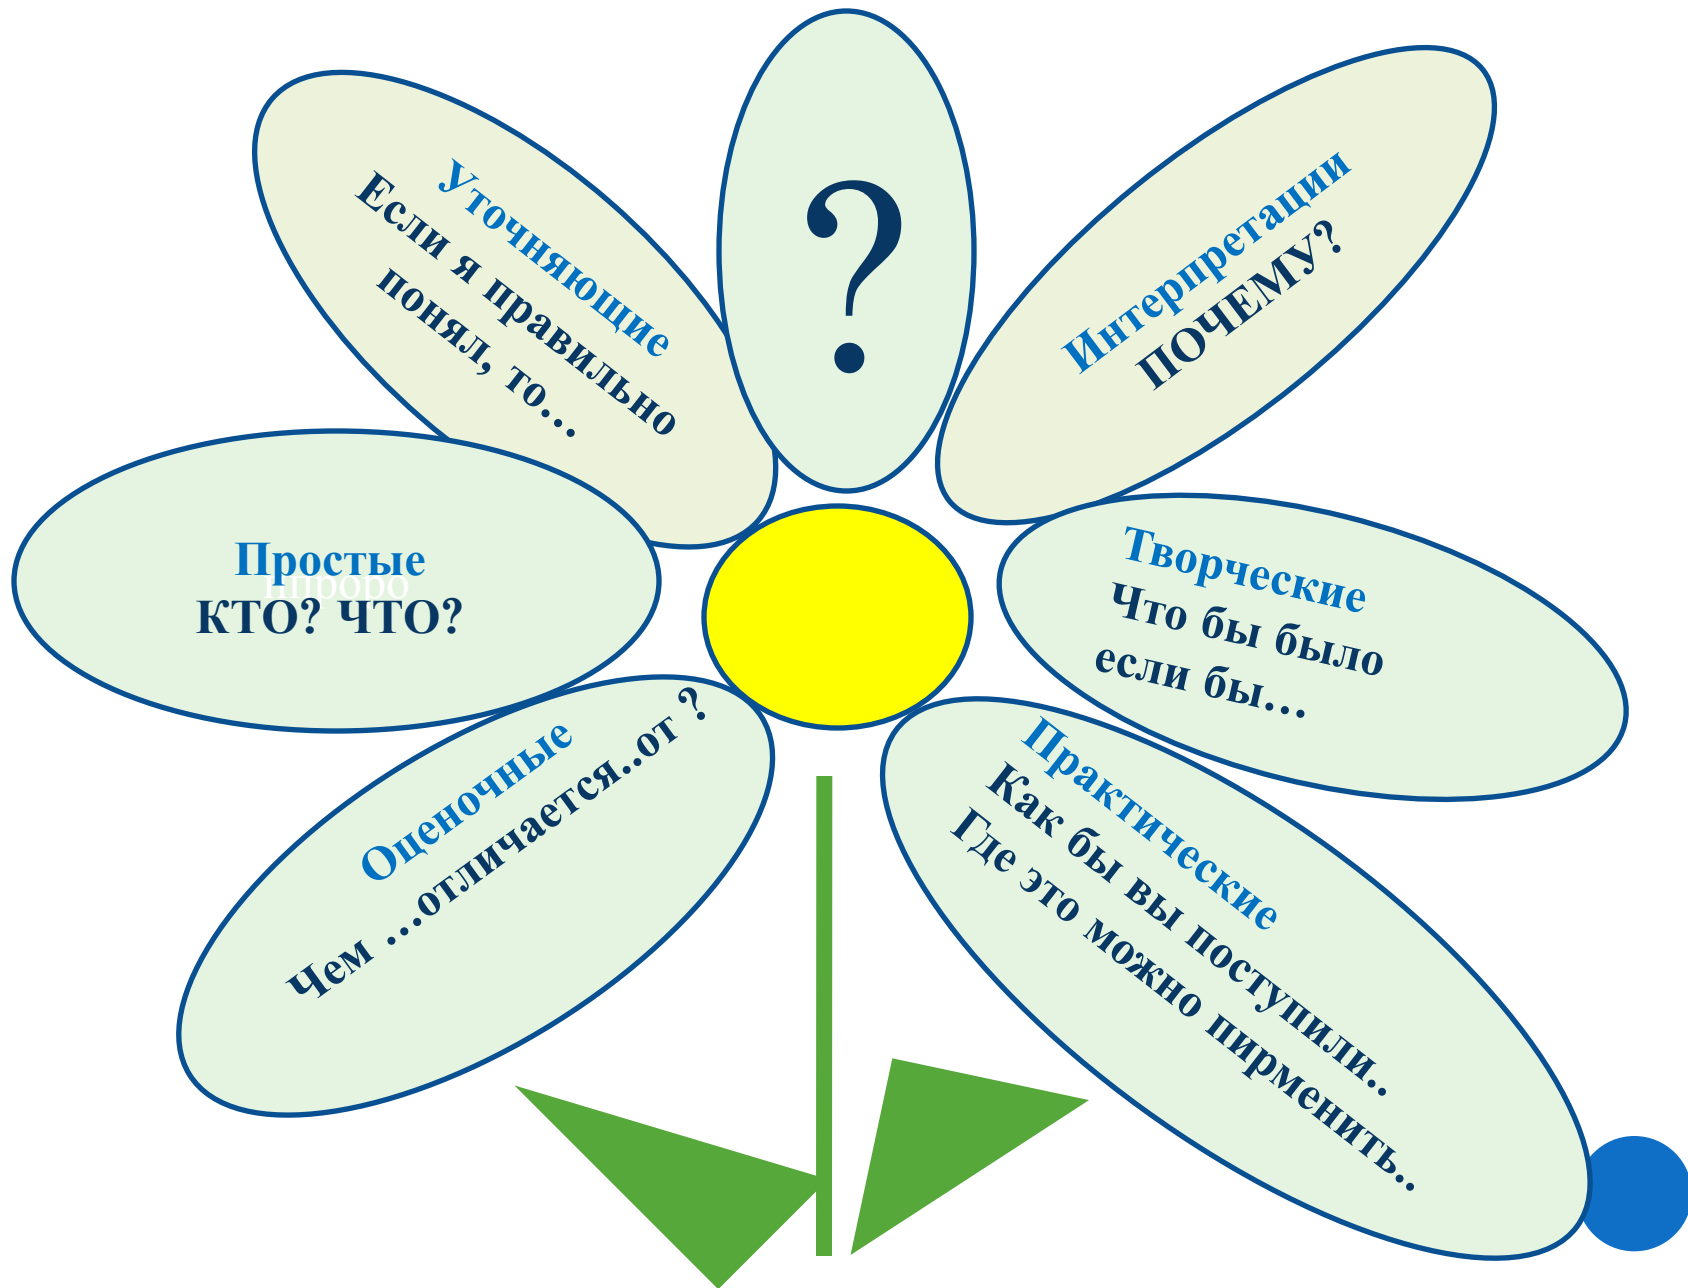 ?
Уточняющие
Если я правильно
понял, то…
Интерпретации
ПОЧЕМУ?
Простые
КТО? ЧТО?
Творческие
Что бы было
если бы…
Оценочные
Чем …отличается..от ?
Практические
Как бы вы поступили..
Где это можно пирменить..